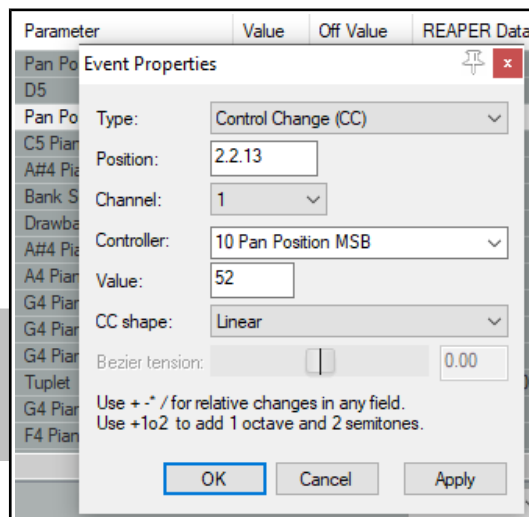 Parameter Value Off Value REAPER Data
Pan Po
Event Properties
D5
Pan Po
Type: Control Change (CC)
C5 Pian
Position: 2.2.13
A#4 Pia
Bank S
Channel: 1
Drawba
Controller: 10 Pan Position MSB
A#4 Pia
A4 Pian
Value: 52
G4 Pian
G4 Pian
CC shape: Linear
G4 Pian
Bezier tension: 0.00
Tuplet
G4 Pian
Use + -* / for relative changes in any field.
Use +1o2 to add 1 octave and 2 semitones.
F4 Pian
OK Cancel Apply